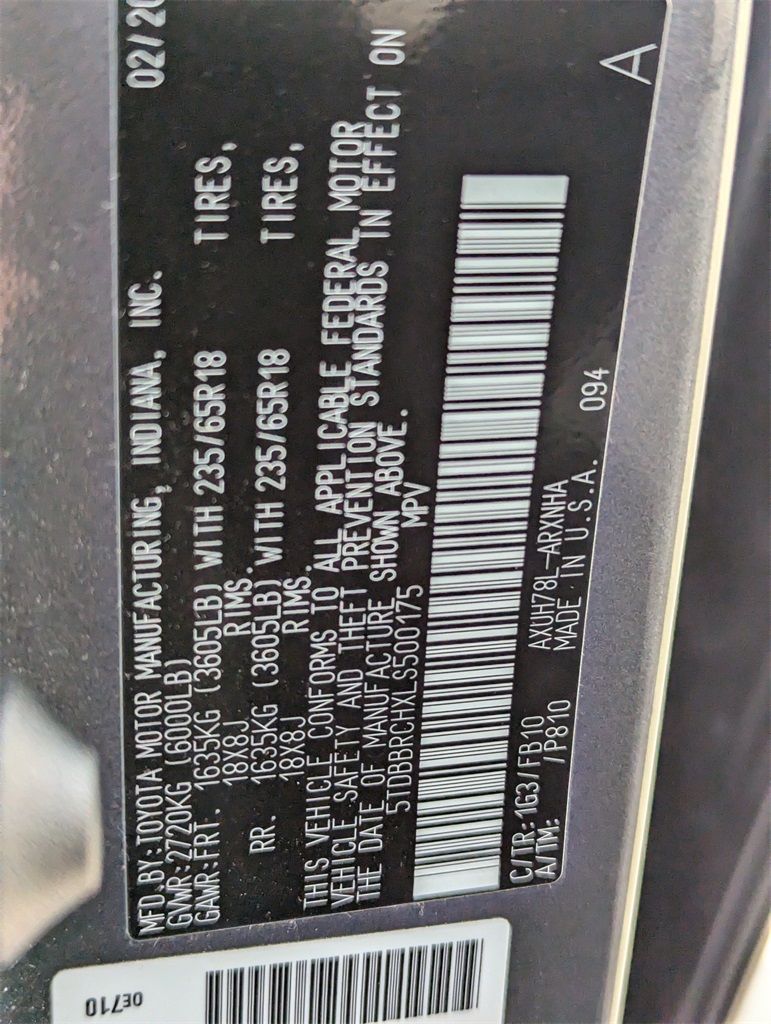 MFD.BY:TOYOTA MOTOR MANUFACTURING, INDIANA, INC. 02/20
GVWR:2720KG (6000LB)
GAWR:FRT. 1635KG (3605LB) WITH 235/65R18 TIRES,
18X8J RIMS.
RR. 1635KG (3605LB) WITH 235/65R18 TIRES,
18X8J RIMS.
THIS VEHICLE CONFORMS TO ALL APPLICABLE FEDERAL MOTOR
VEHICLE SAFETY AND THEFT PREVENTION STANDARDS IN EFFECT ON
THE DATE OF MANUFACTURE SHOWN ABOVE.
5TDBBRCHXLS500175 MPV
C/TR:1G3/FB10 AXUH78L-ARXNHA 094 A
A/TM: /P810 MADE IN U.S.A.
0E710